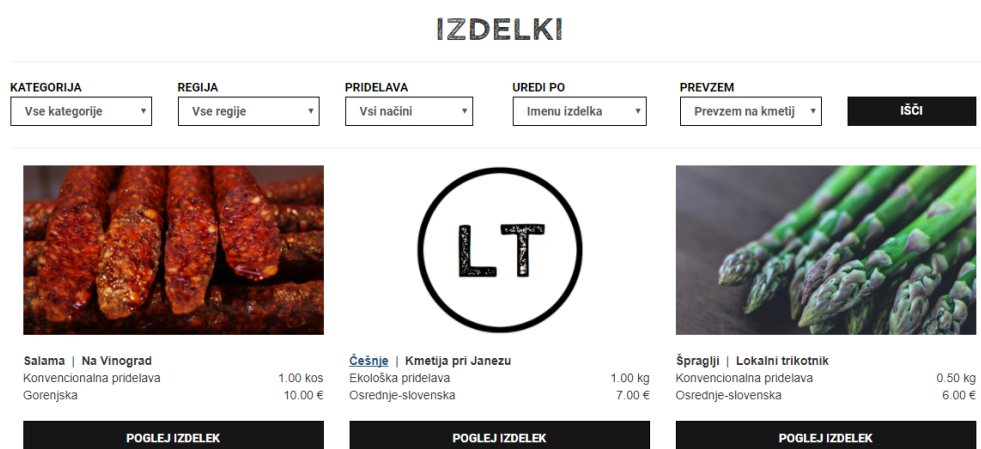 IZDELKI
KATEGORIJA REGIJA PRIDELAVA UREDI PO PREVZEM
Vse kategorije Vse regije Vsi načini Imenu izdelka Prevzem na kmetij IŠČI
LT
Salama | Na Vinograd Češnje | Kmetija pri Janezu Špraglji | Lokalni trikotnik
Konvencionalna pridelava 1.00 kos Ekološka pridelava 1.00 kg Konvencionalna pridelava 0.50 kg
Gorenjska 10.00 € Osrednje-slovenska 7.00 € Osrednje-slovenska 6.00 €
POGLEJ IZDELEK POGLEJ IZDELEK POGLEJ IZDELEK